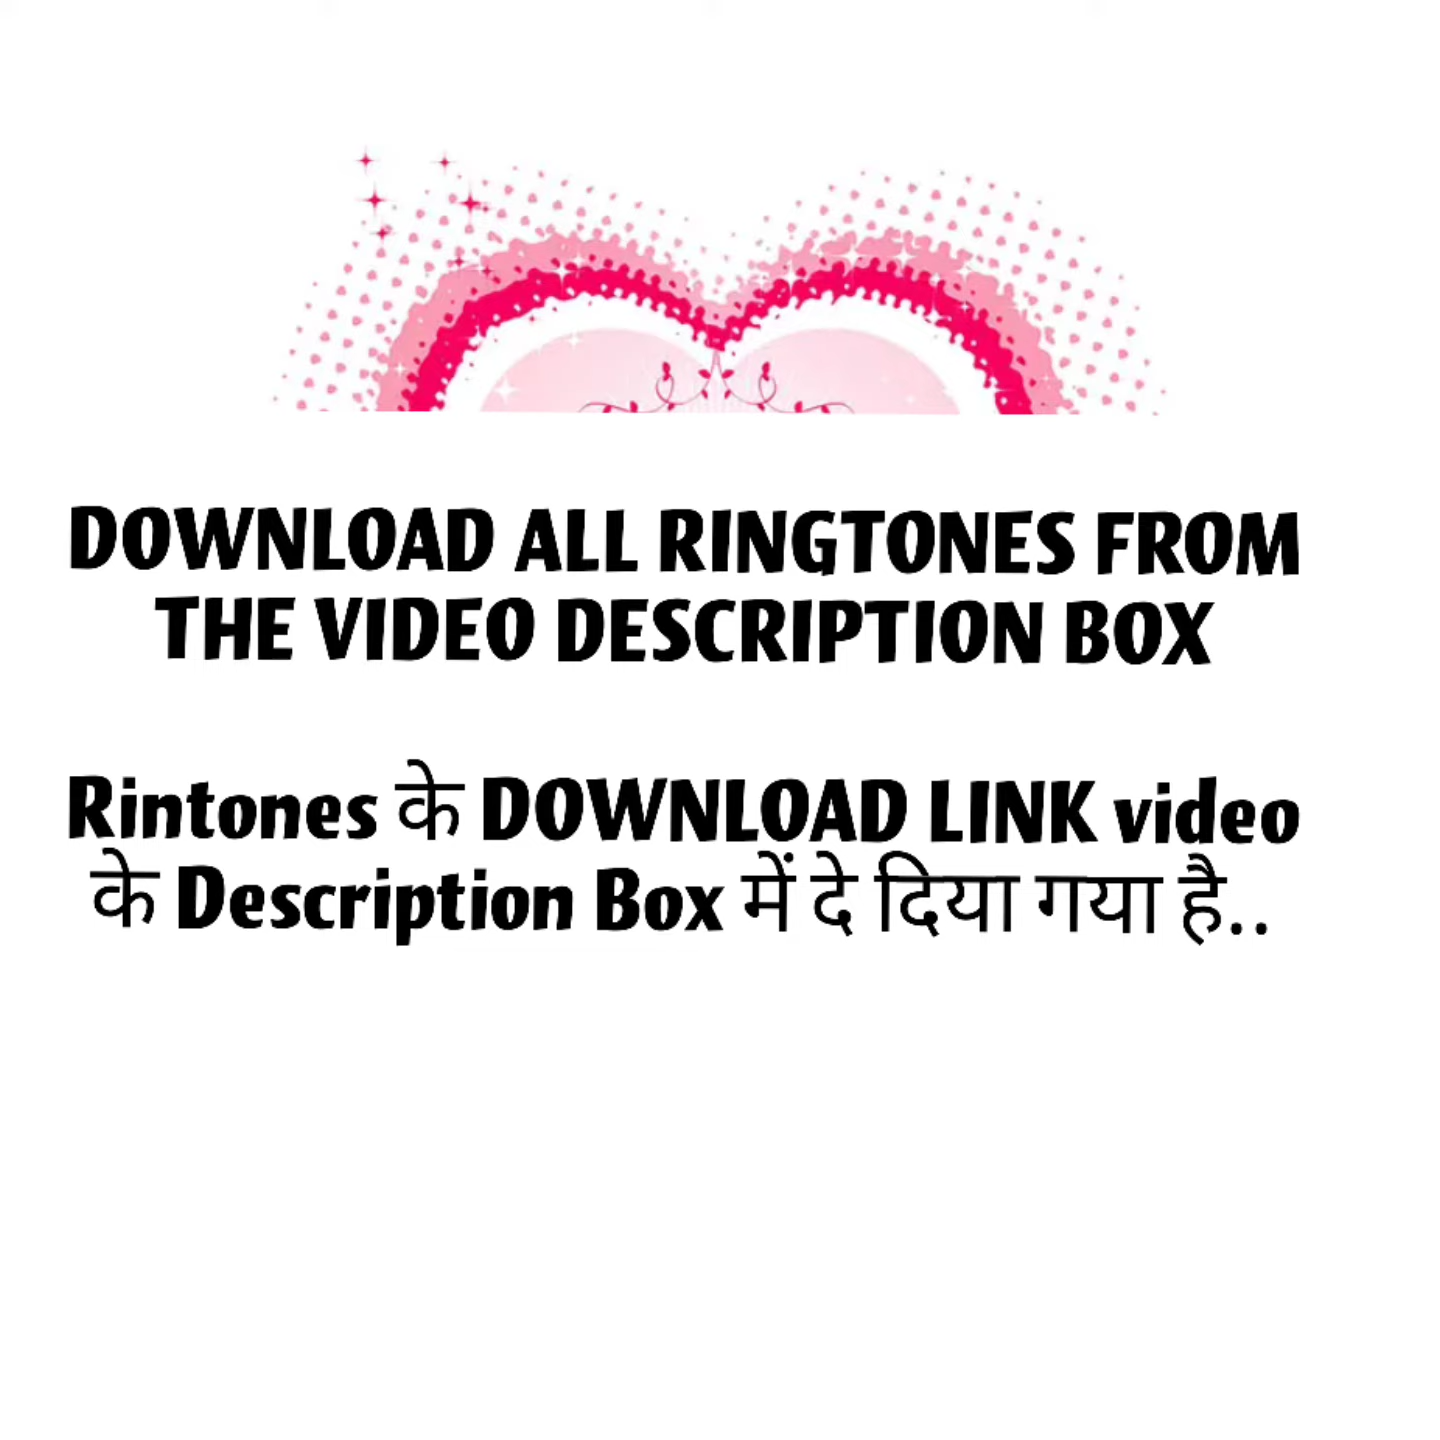 DOWNLOAD ALL RINGTONES FROM
THE VIDEO DESCRIPTION BOX
Rintones के DOWNLOAD LINK video
के Description Box में दे दिया गया है..